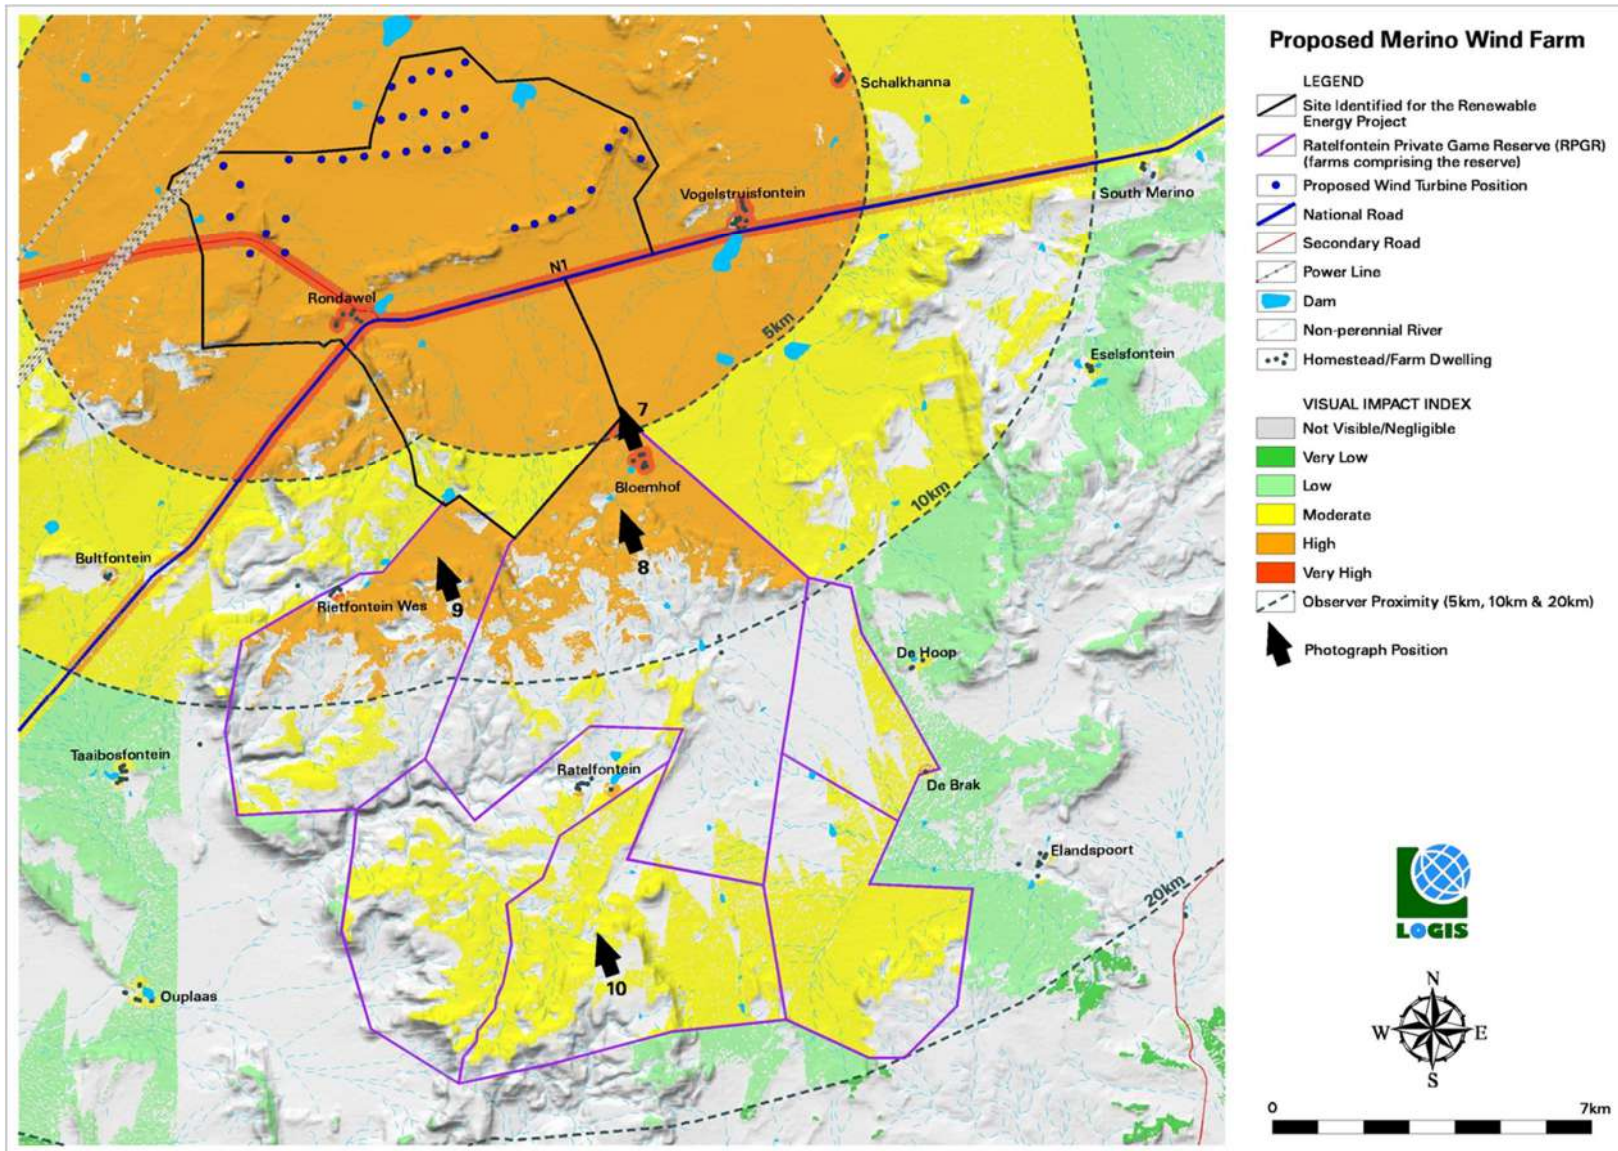 Proposed Merino Wind Farm
LEGEND
Site Identified for the Renewable
Energy Project
Ratelfontein Private Game Reserve (RPGR)
(farms comprising the reserve)
Proposed Wind Turbine Position
National Road
Secondary Road
Power Line
Dam
Non-perennial River
Homestead/Farm Dwelling
VISUAL IMPACT INDEX
Not Visible/Negligible
Very Low
Low
Moderate
High
Very High
Observer Proximity (5km, 10km & 20km)
Photograph Position
Schalkhanna
Vogelstruisfontein
South Merino
N1
Rondawel
5km
Eselsfontein
7
Bloemhof
10km
Bultfontein
8
Rietfontein Wes
9
De Hoop
Taaibosfontein
Ratelfontein
De Brak
Elandspoort
20km
10
Ouplaas
LOGIS
N
W
E
S
0
7km